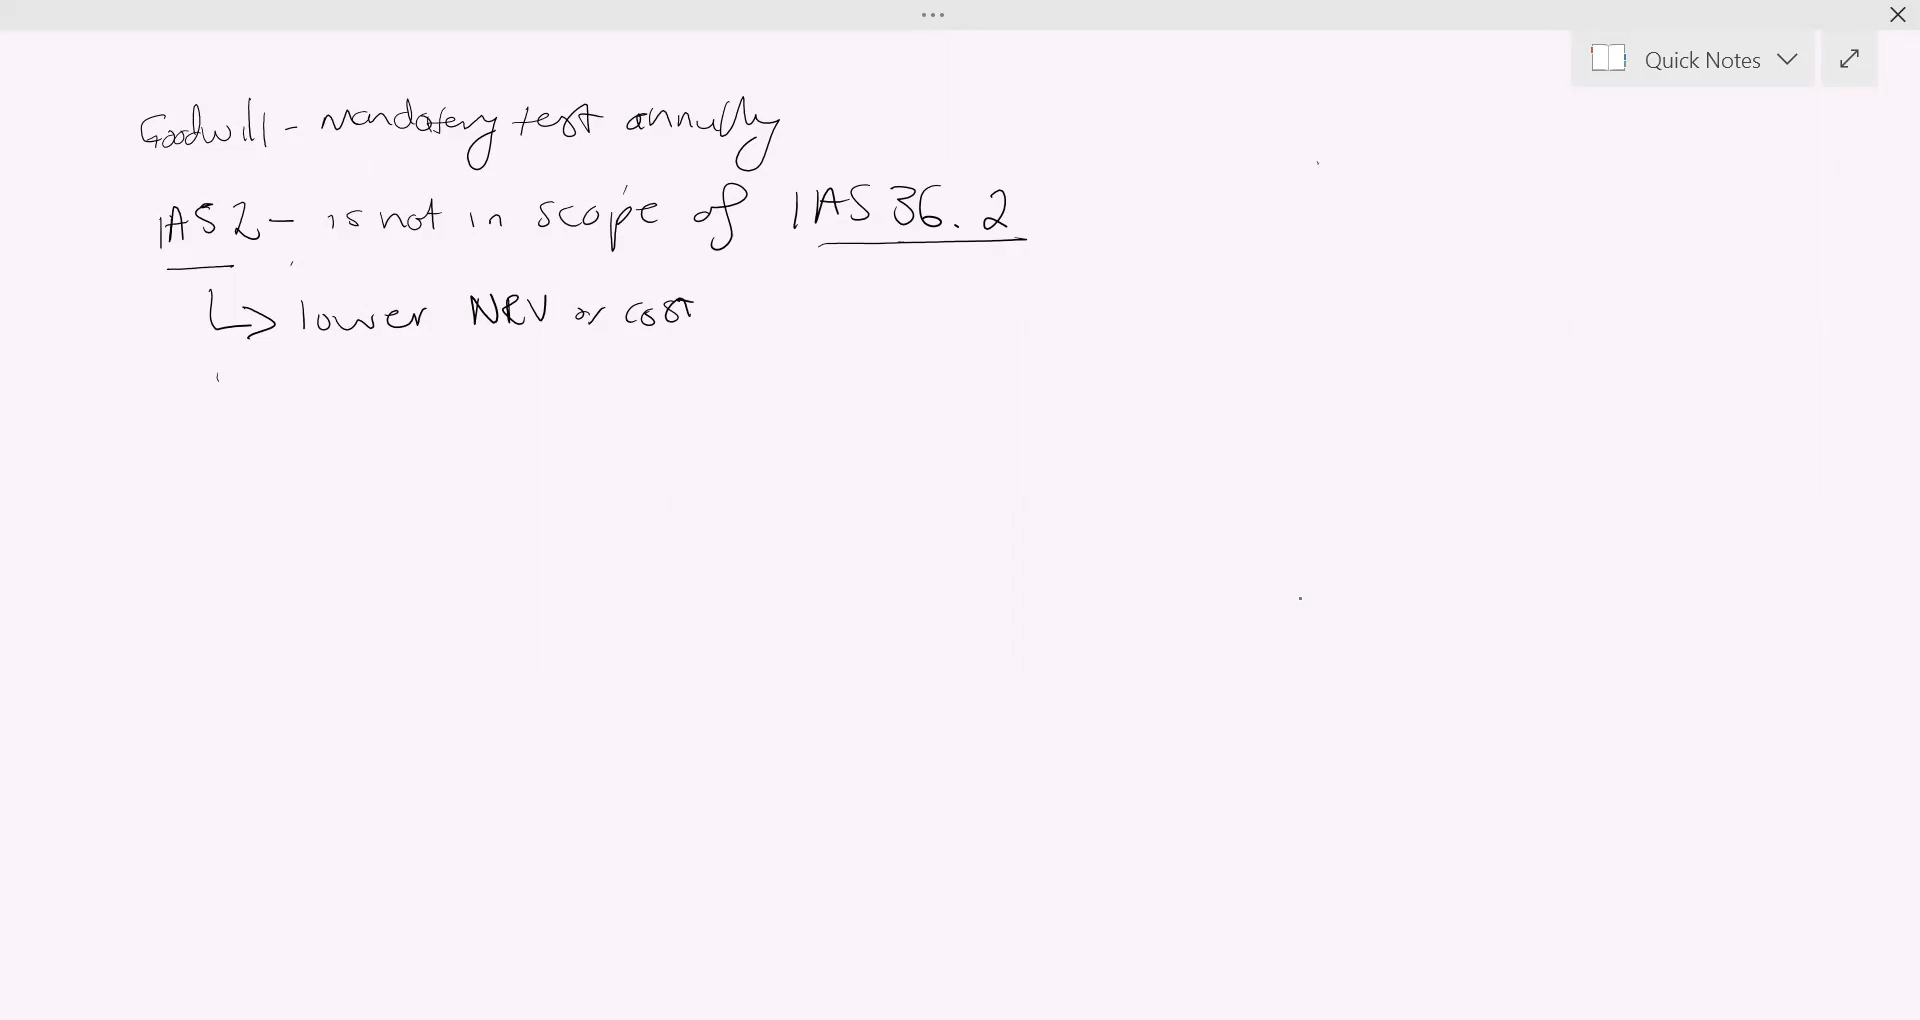 Quick Notes
Goodwill - mandatory test annully
IAS 2 - is not in scope of IAS 36.2
↳ lower NRV or cost